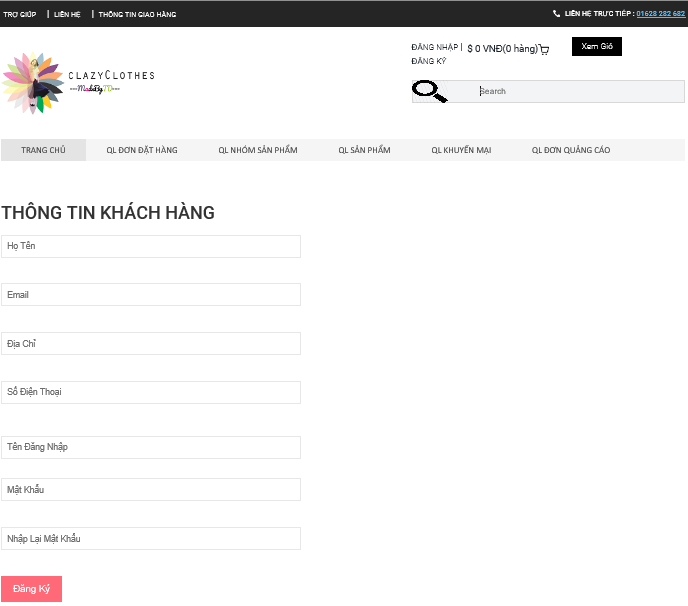 TRỢ GIÚP | LIÊN HỆ | THÔNG TIN GIAO HÀNG
LIÊN HỆ TRỰC TIẾP : 01628 282 682
ĐĂNG NHẬP | $ 0 VNĐ(0 hàng) Xem Giỏ
ĐĂNG KÝ
CLAZYCLOTHES
Search
TRANG CHỦ QL ĐƠN ĐẶT HÀNG QL NHÓM SẢN PHẨM QL SẢN PHẨM QL KHUYẾN MẠI QL ĐƠN QUẢNG CÁO
THÔNG TIN KHÁCH HÀNG
Họ Tên
Email
Địa Chỉ
Số Điện Thoại
Tên Đăng Nhập
Mật Khẩu
Nhập Lại Mật Khẩu
Đăng Ký